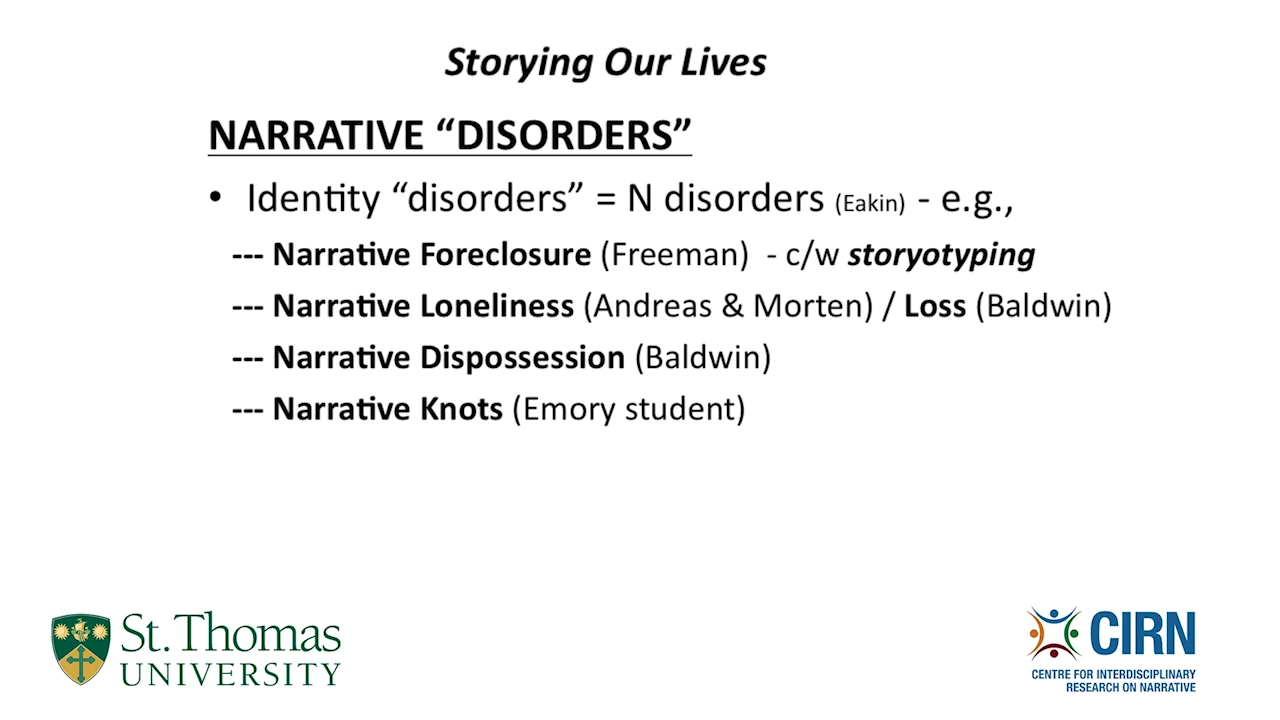 Storying Our Lives
NARRATIVE “DISORDERS”
• Identity “disorders” = N disorders (Eakin) - e.g.,
--- Narrative Foreclosure (Freeman) - c/w storyotyping
--- Narrative Loneliness (Andreas & Morten) / Loss (Baldwin)
--- Narrative Dispossession (Baldwin)
--- Narrative Knots (Emory student)
St. Thomas
UNIVERSITY
CIRN
CENTRE FOR INTERDISCIPLINARY
RESEARCH ON NARRATIVE